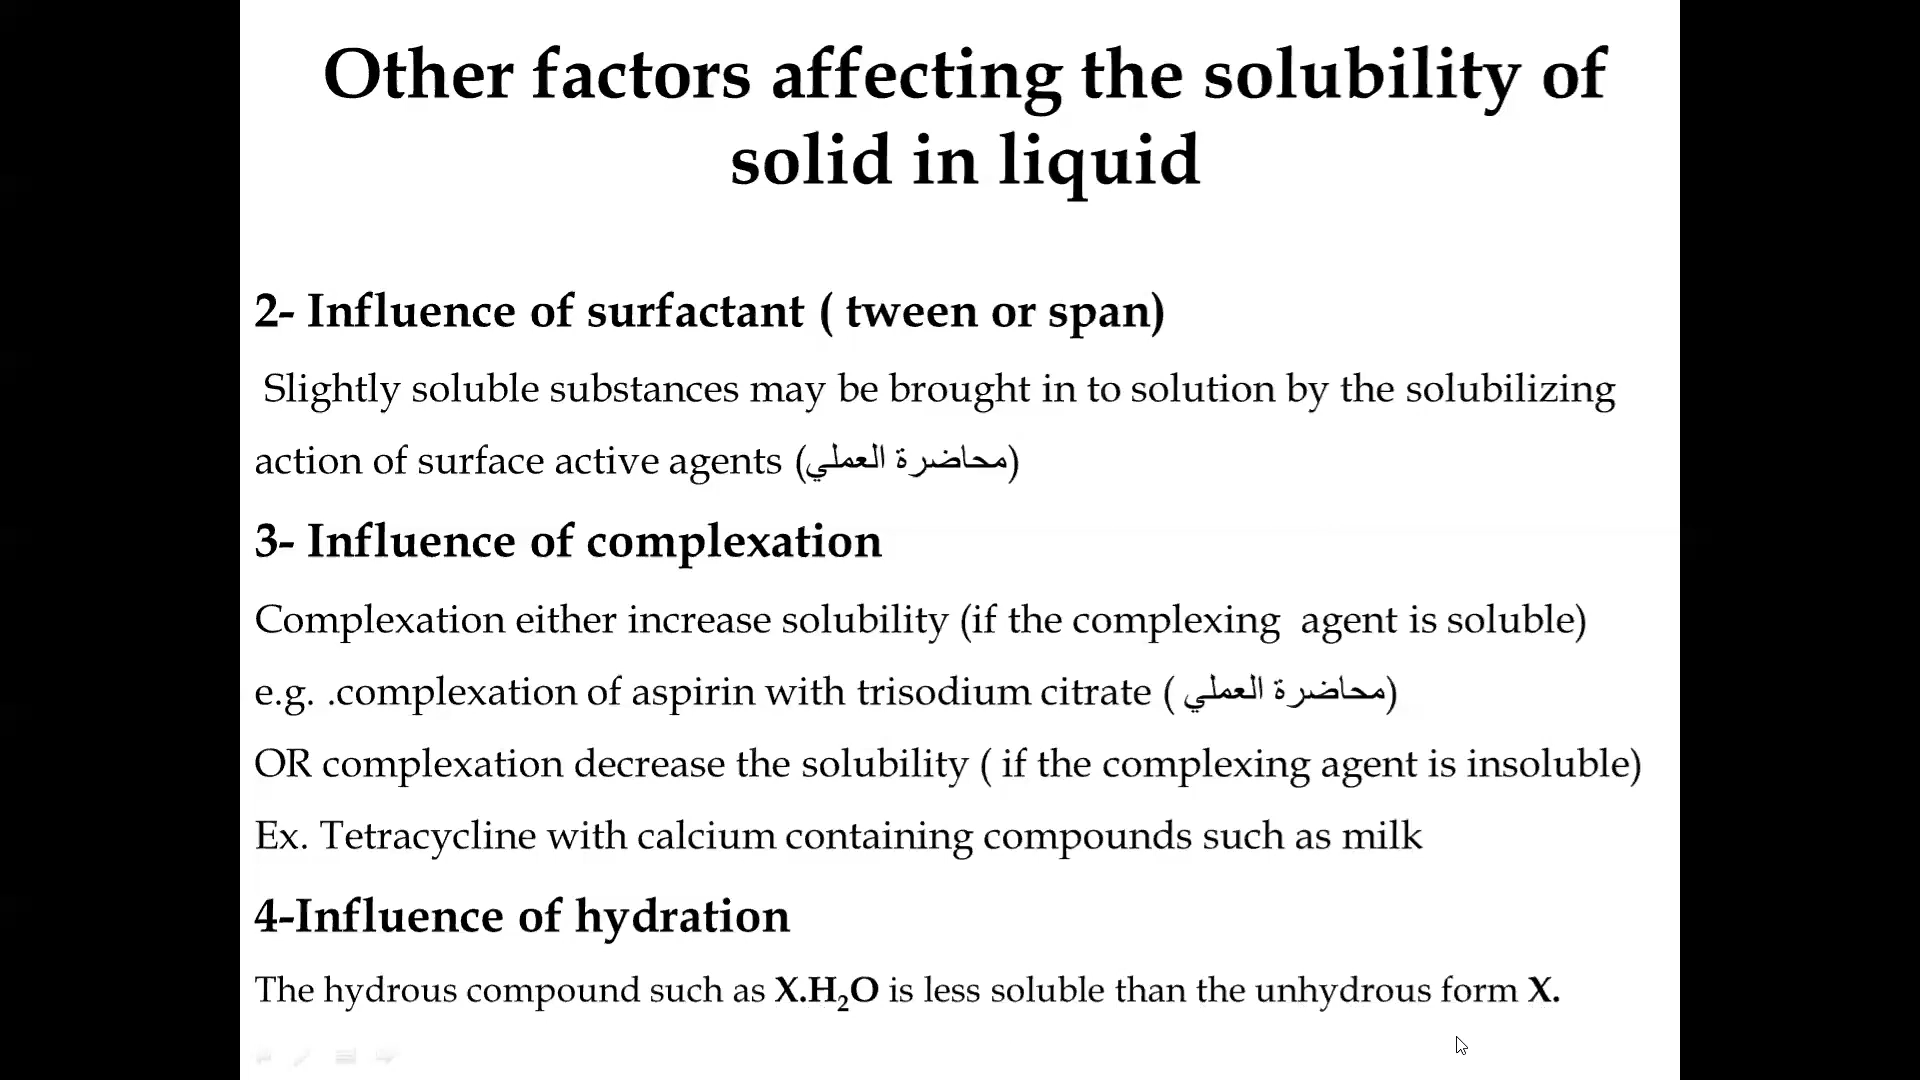 Other factors affecting the solubility of
solid in liquid
2- Influence of surfactant ( tween or span)
Slightly soluble substances may be brought in to solution by the solubilizing
action of surface active agents (محاضرة العملي)
3- Influence of complexation
Complexation either increase solubility (if the complexing agent is soluble)
e.g. .complexation of aspirin with trisodium citrate ( محاضرة العملي)
OR complexation decrease the solubility ( if the complexing agent is insoluble)
Ex. Tetracycline with calcium containing compounds such as milk
4-Influence of hydration
The hydrous compound such as X.H₂O is less soluble than the unhydrous form X.